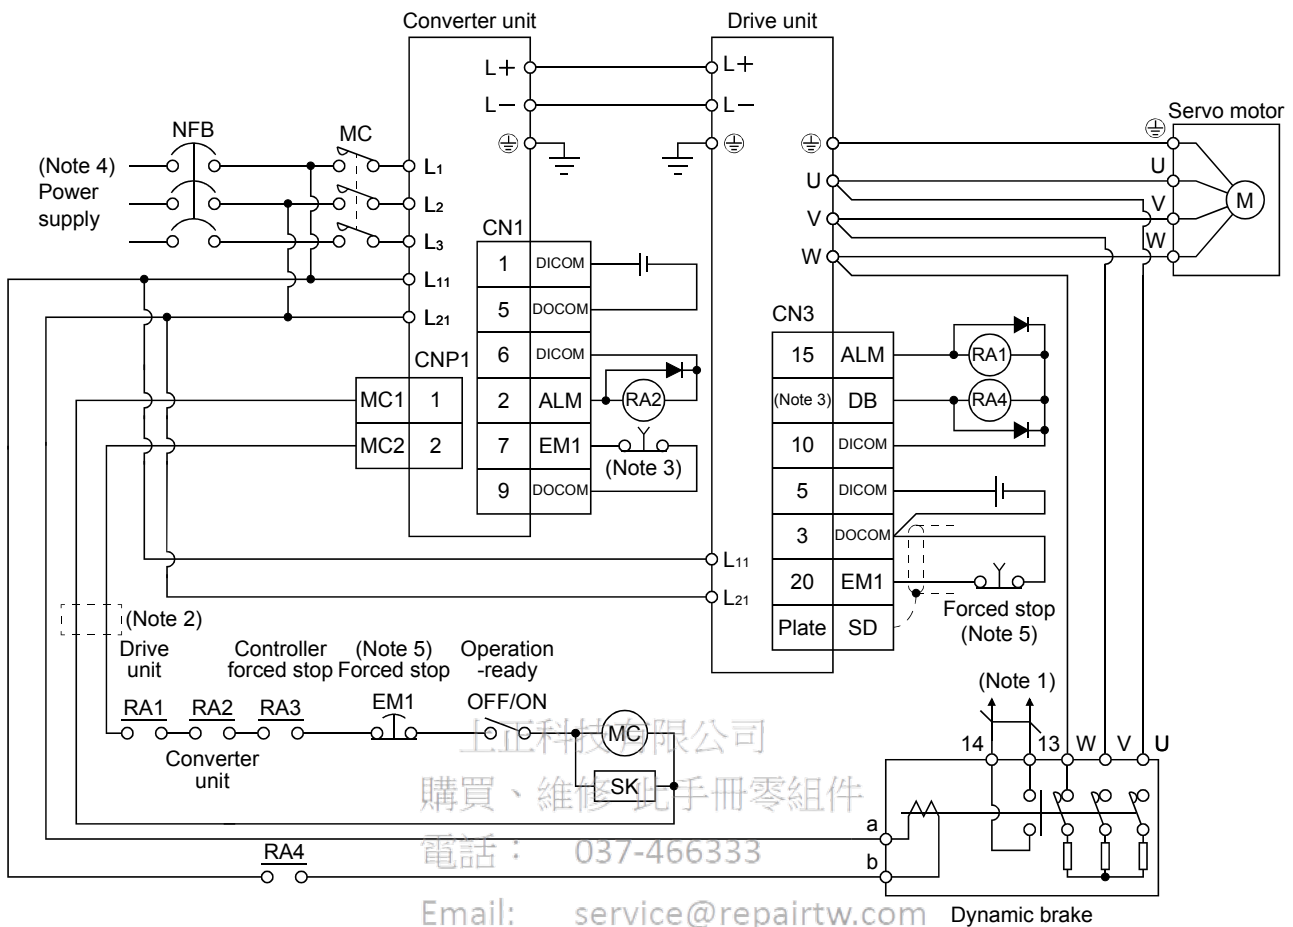 Converter unit
Drive unit
L+
L+
L−
L−
Servo motor
NFB
MC
(Note 4)
Power
supply
L1
L2
L3
L11
L21
U
V
W
U
V
W
M
CN1
1 DICOM
5 DOCOM
6 DICOM
2 ALM
7 EM1
9 DOCOM
RA2
(Note 3)
CNP1
MC1 1
MC2 2
CN3
15 ALM
(Note 3) DB
10 DICOM
5 DICOM
3 DOCOM
20 EM1
Plate SD
RA1
RA4
L11
L21
Forced stop
(Note 5)
(Note 2)
Drive
unit
Controller
forced stop
(Note 5)
Forced stop
Operation
-ready
RA1
RA2
RA3
EM1
OFF/ON
MC
Converter
unit
SK
(Note 1)
14 13 W V U
a
b
RA4
Dynamic brake
上正科技有限公司
購買、維修 此手冊零組件
電話： 037-466333
Email: service@repairtw.com